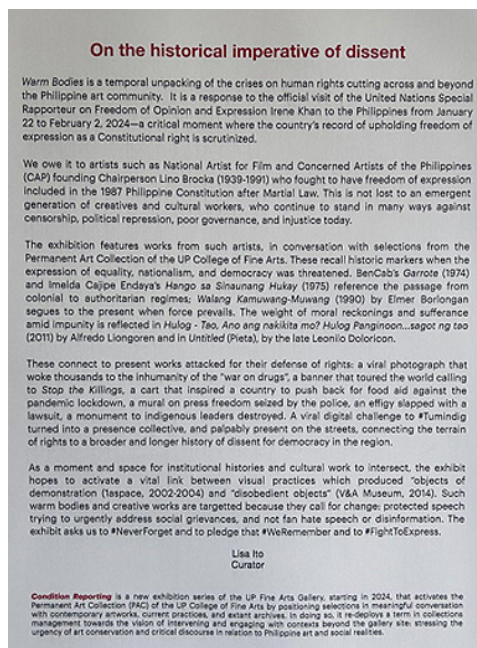 On the historical imperative of dissent
Warm Bodies is a temporal unpacking of the crises on human rights cutting across and beyond
the Philippine art community. It is a response to the official visit of the United Nations Special
Rapporteur on Freedom of Opinion and Expression Irene Khan to the Philippines from January
22 to February 2, 2024—a critical moment where the country's record of upholding freedom of
expression as a Constitutional right is scrutinized.
We owe it to artists such as National Artist for Film and Concerned Artists of the Philippines
(CAP) founding Chairperson Lino Brocka (1939-1991) who fought to have freedom of expression
included in the 1987 Philippine Constitution after Martial Law. This is not lost to an emergent
generation of creatives and cultural workers, who continue to stand in many ways against
censorship, political repression, poor governance, and injustice today.
The exhibition features works from such artists, in conversation with selections from the
Permanent Art Collection of the UP College of Fine Arts. These recall historic markers when the
expression of equality, nationalism, and democracy was threatened. BenCab's Garrote (1974)
and Imelda Cajipe Endaya's Hango sa Sinaunang Hukay (1975) reference the passage from
colonial to authoritarian regimes; Walang Kamuwang-Muwang (1990) by Elmer Borlongan
segues to the present when force prevails. The weight of moral reckonings and sufferance
amid impunity is reflected in Hulog - Tao, Ano ang nakikita mo? Hulog Panginoon...sagot ng tao
(2011) by Alfredo Liongoren and in Untitled (Pieta), by the late Leonilo Doloricon.
These connect to present works attacked for their defense of rights: a viral photograph that
woke thousands to the inhumanity of the "war on drugs", a banner that toured the world calling
to Stop the Killings, a cart that inspired a country to push back for food aid against the
pandemic lockdown, a mural on press freedom seized by the police, an effigy slapped with a
lawsuit, a monument to indigenous leaders destroyed. A viral digital challenge to #Tumindig
turned into a presence collective, and palpably present on the streets, connecting the terrain
of rights to a broader and longer history of dissent for democracy in the region.
As a moment and space for institutional histories and cultural work to intersect, the exhibit
hopes to activate a vital link between visual practices which produced "objects of
demonstration (1aspace, 2002-2004) and "disobedient objects" (V&A Museum, 2014). Such
warm bodies and creative works are targetted because they call for change: protected speech
trying to urgently address social grievances, and not fan hate speech or disinformation. The
exhibit asks us to #NeverForget and to pledge that #WeRemember and to #FightToExpress.
Lisa Ito
Curator
Condition Reporting is a new exhibition series of the UP Fine Arts Gallery, starting in 2024, that activates the
Permanent Art Collection (PAC) of the UP College of Fine Arts by positioning selections in meaningful conversation
with contemporary artworks, current practices, and extant archives. In doing so, it re-deploys a term in collections
management towards the vision of intervening and engaging with contexts beyond the gallery site: stressing the
urgency of art conservation and critical discourse in relation to Philippine art and social realities.